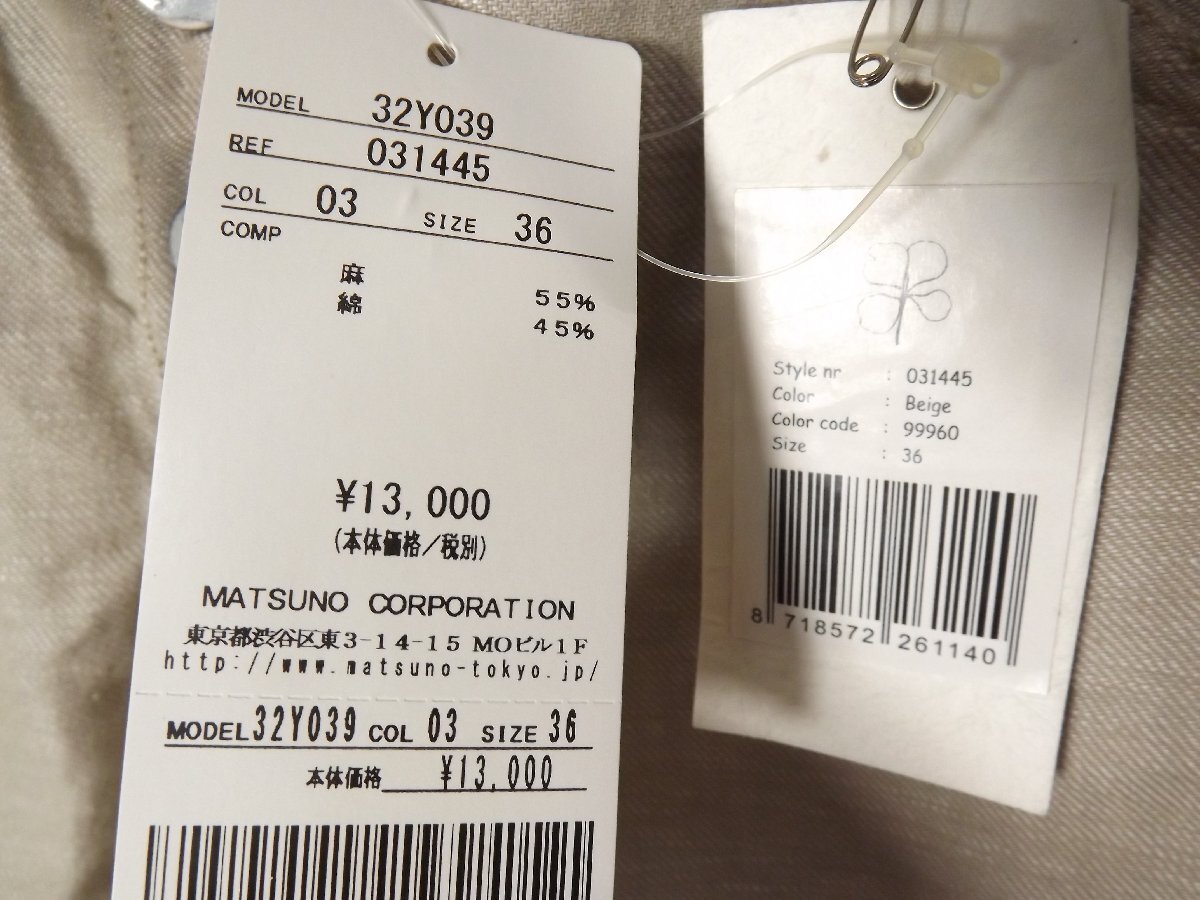 MODEL 32Y039
REF 031445
COL 03 SIZE 36
COMP
麻 55%
綿 45%
¥13,000
(本体価格/税別)
MATSUNO CORPORATION
東京都渋谷区東3-14-15 MOビル1F
http://www.matsuno-tokyo.jp/
MODEL 32Y039 COL 03 SIZE 36
本体価格 ¥13,000
Style nr : 031445
Color : Beige
Color code : 99960
Size : 36
8 718572 261140